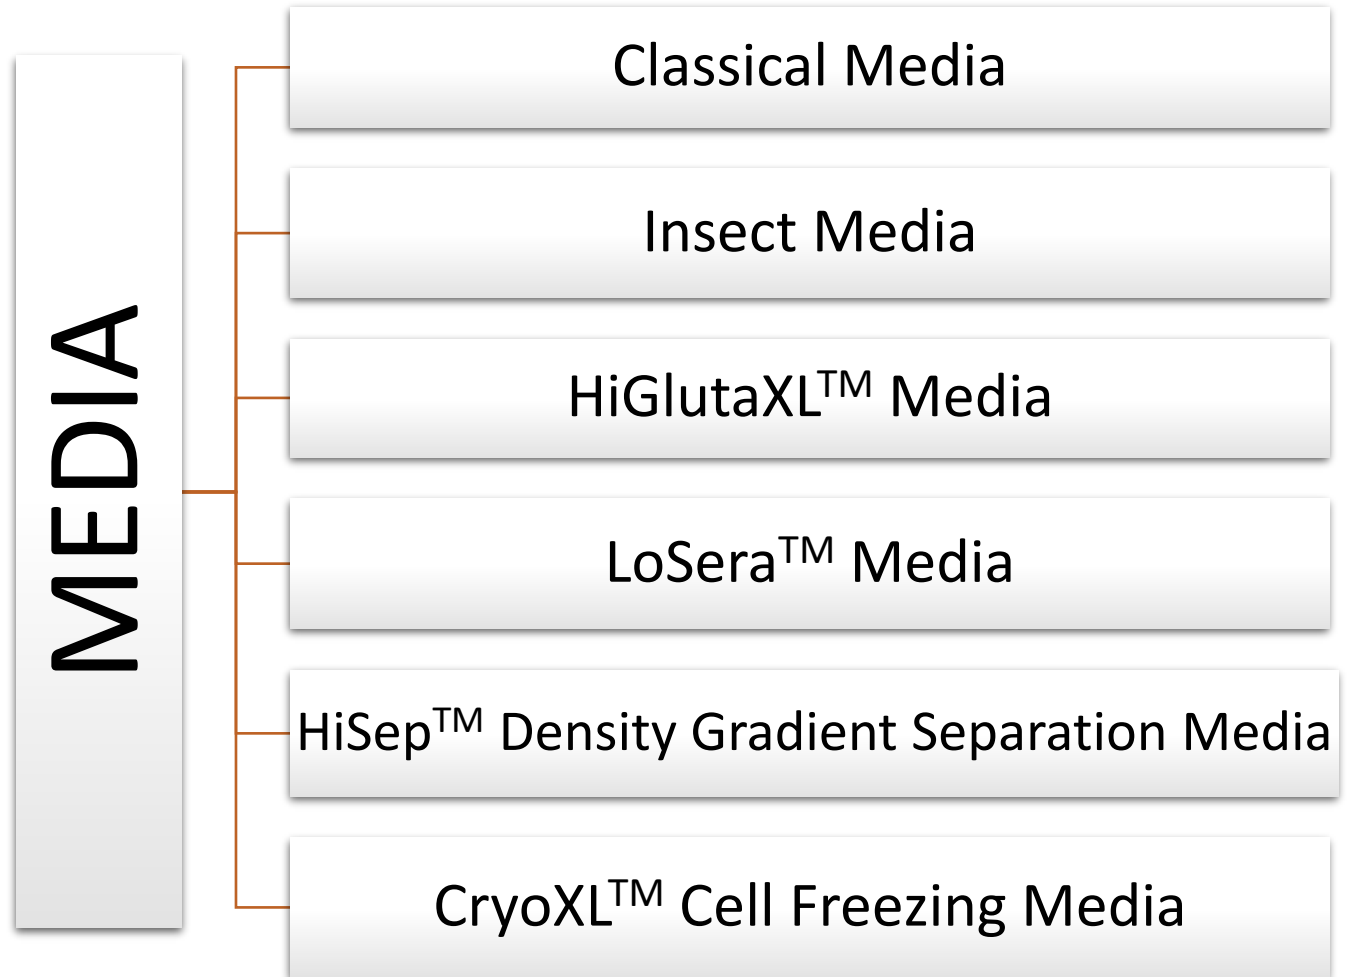 MEDIA
Classical Media
Insect Media
HiGlutaXL™ Media
LoSera™ Media
HiSep™ Density Gradient Separation Media
CryoXL™ Cell Freezing Media